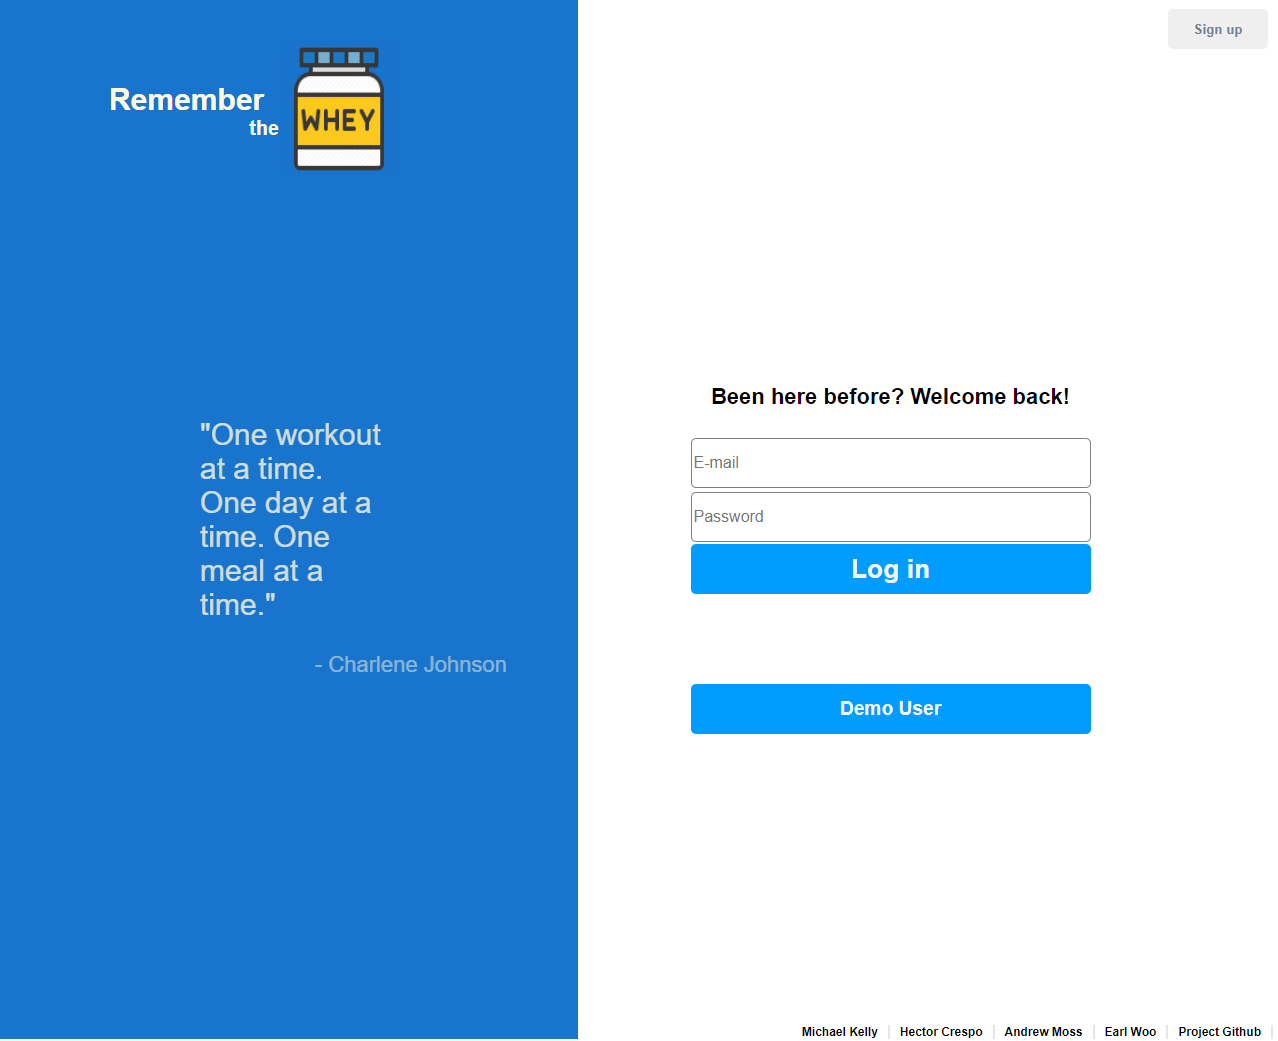 Sign up
Remember
the
WHEY
"One workout
at a time.
One day at a
time. One
meal at a
time."
- Charlene Johnson
Been here before? Welcome back!
E-mail
Password
Log in
Demo User
Michael Kelly
Hector Crespo
Andrew Moss
Earl Woo
Project Github